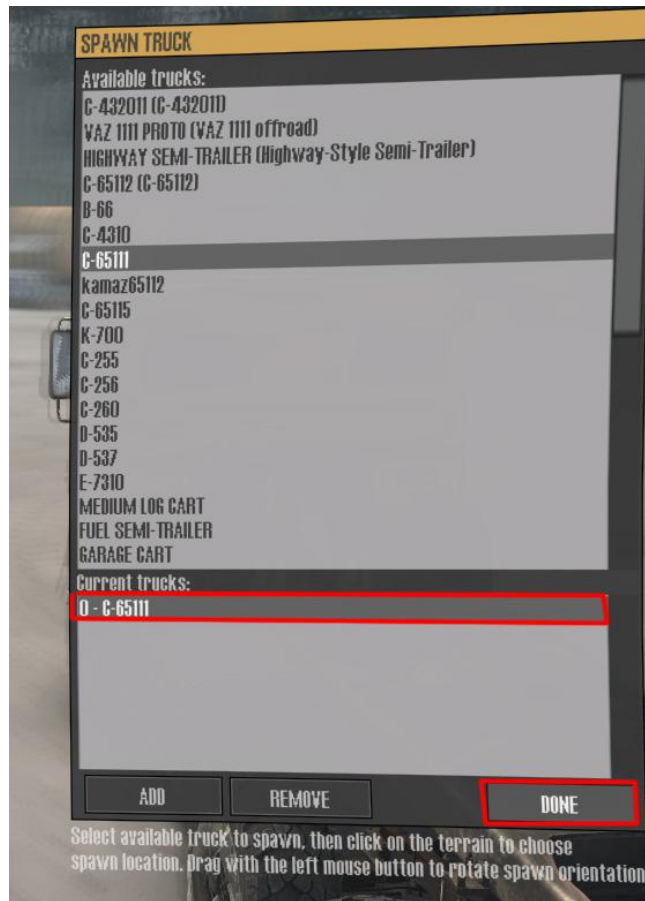 SPAWN TRUCK
Available trucks:
C-432011 (C-432011)
VAZ 1111 PROTO (VAZ 1111 offroad)
HIGHWAY SEMI-TRAILER (Highway-Style Semi-Trailer)
C-65112 (C-65112)
B-66
C-4310
C-65111
kamaz65112
C-65115
K-700
C-255
C-256
C-260
D-535
D-537
E-7310
MEDIUM LOG CART
FUEL SEMI-TRAILER
GARAGE CART
Current trucks:
0 - C-65111
ADD REMOVE DONE
Select available truck to spawn, then click on the terrain to choose
spawn location. Drag with the left mouse button to rotate spawn orientation